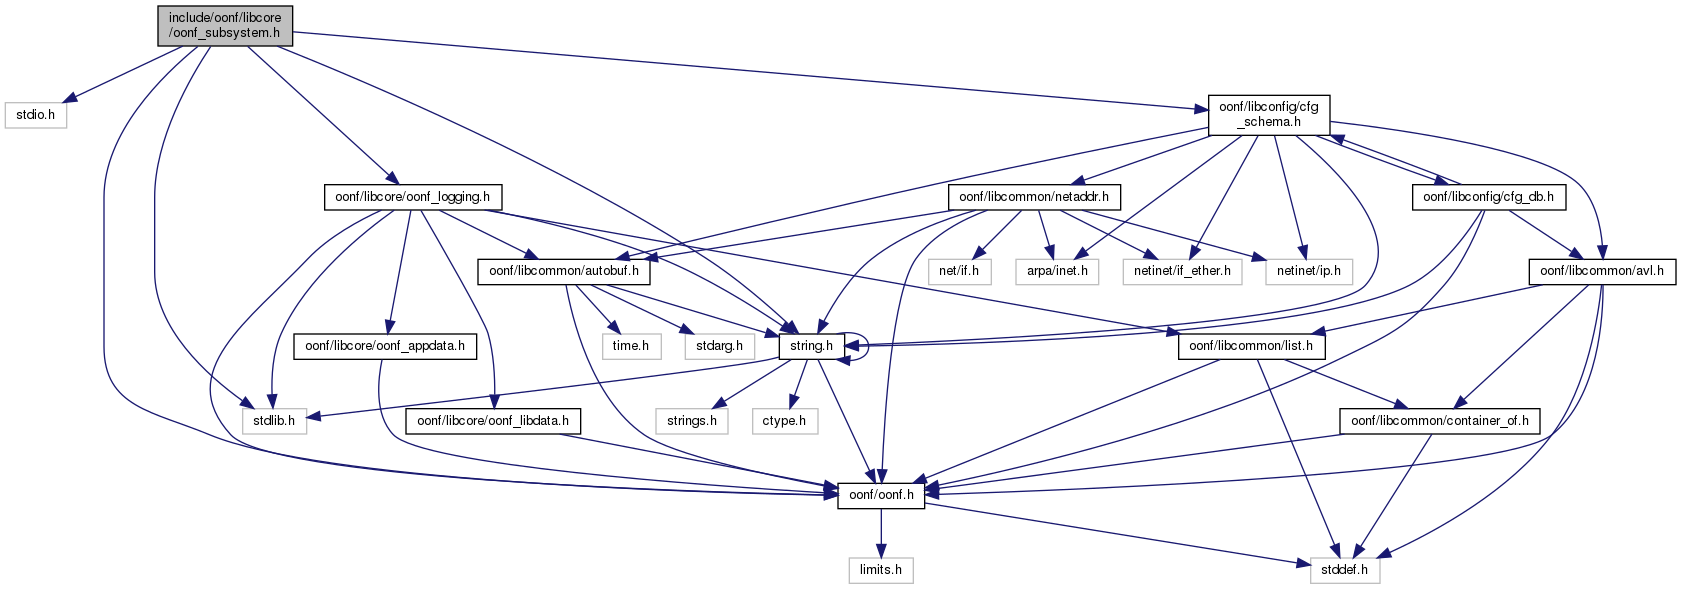 include/oonf/libcore
/oonf_subsystem.h
stdio.h
oonf/libconfig/cfg
_schema.h
oonf/libcore/oonf_logging.h
oonf/libcommon/netaddr.h
oonf/libconfig/cfg_db.h
oonf/libcommon/autobuf.h
net/if.h
arpa/inet.h
netinet/if_ether.h
netinet/ip.h
oonf/libcommon/avl.h
oonf/libcore/oonf_appdata.h
time.h
stdarg.h
string.h
oonf/libcommon/list.h
stdlib.h
oonf/libcore/oonf_libdata.h
strings.h
ctype.h
oonf/libcommon/container_of.h
oonf/oonf.h
limits.h
stddef.h